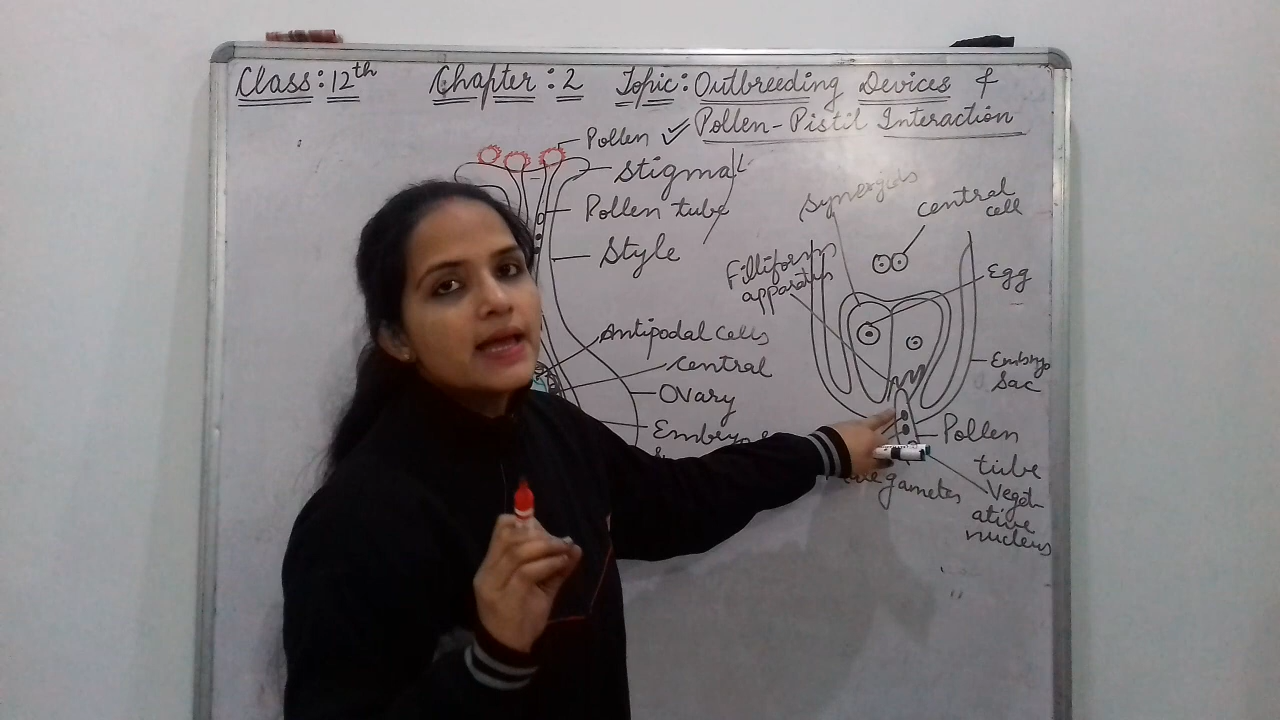 Class: 12th Chapter: 2 Topic: Outbreeding Devices &
Pollen-Pistil Interaction
Pollen
Stigma
Pollen tube
Style
Antipodal cells
Central
Ovary
Synergids
Central
cell
Filliform
apparatus
Egg
Embryo
Sac
Pollen
tube
gametes
Veget-
ative
nucleus